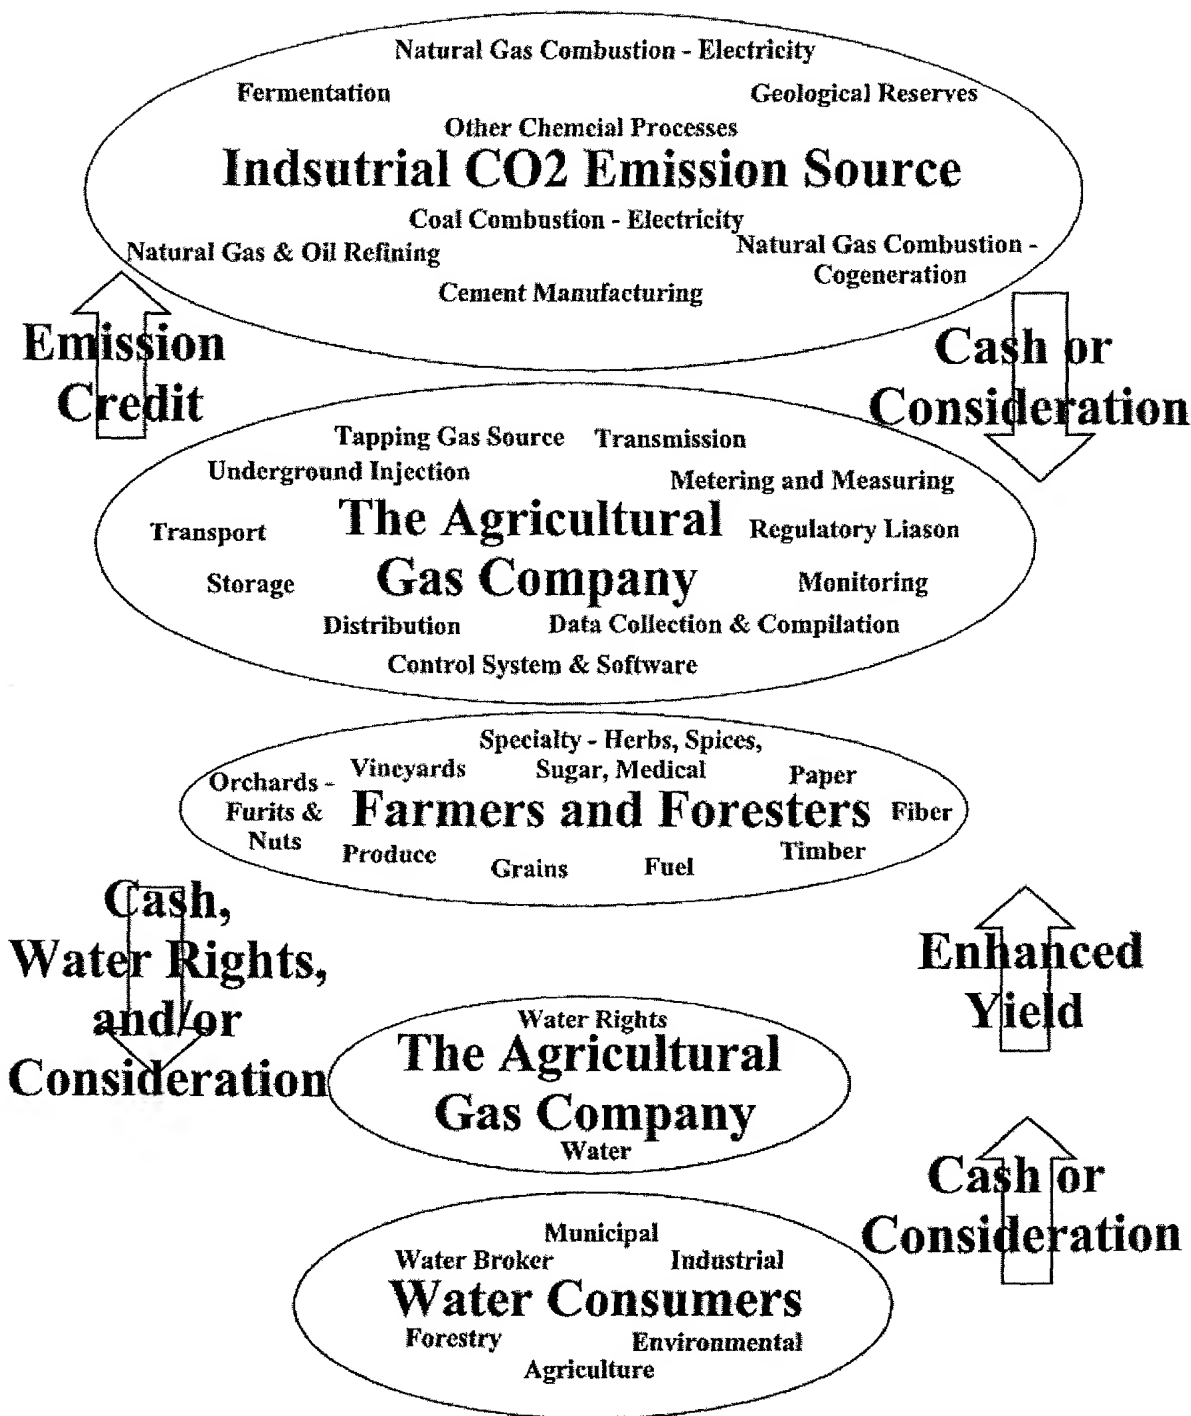 Natural Gas Combustion - Electricity
Fermentation
Geological Reserves
Other Chemcial Processes
Indsutrial CO2 Emission Source
Coal Combustion - Electricity
Natural Gas & Oil Refining
Natural Gas Combustion -
Cogeneration
Cement Manufacturing
Emission
Credit
Cash or
Consideration
Tapping Gas Source
Transmission
Underground Injection
Metering and Measuring
Transport
The Agricultural
Gas Company
Regulatory Liason
Storage
Monitoring
Distribution
Data Collection & Compilation
Control System & Software
Specialty - Herbs, Spices,
Sugar, Medical
Orchards -
Furits &
Nuts
Vineyards
Paper
Farmers and Foresters
Fiber
Produce
Grains
Fuel
Timber
Cash,
Water Rights,
and/or
Consideration
Enhanced
Yield
Water Rights
The Agricultural
Gas Company
Water
Cash or
Consideration
Municipal
Water Broker
Industrial
Water Consumers
Forestry
Environmental
Agriculture